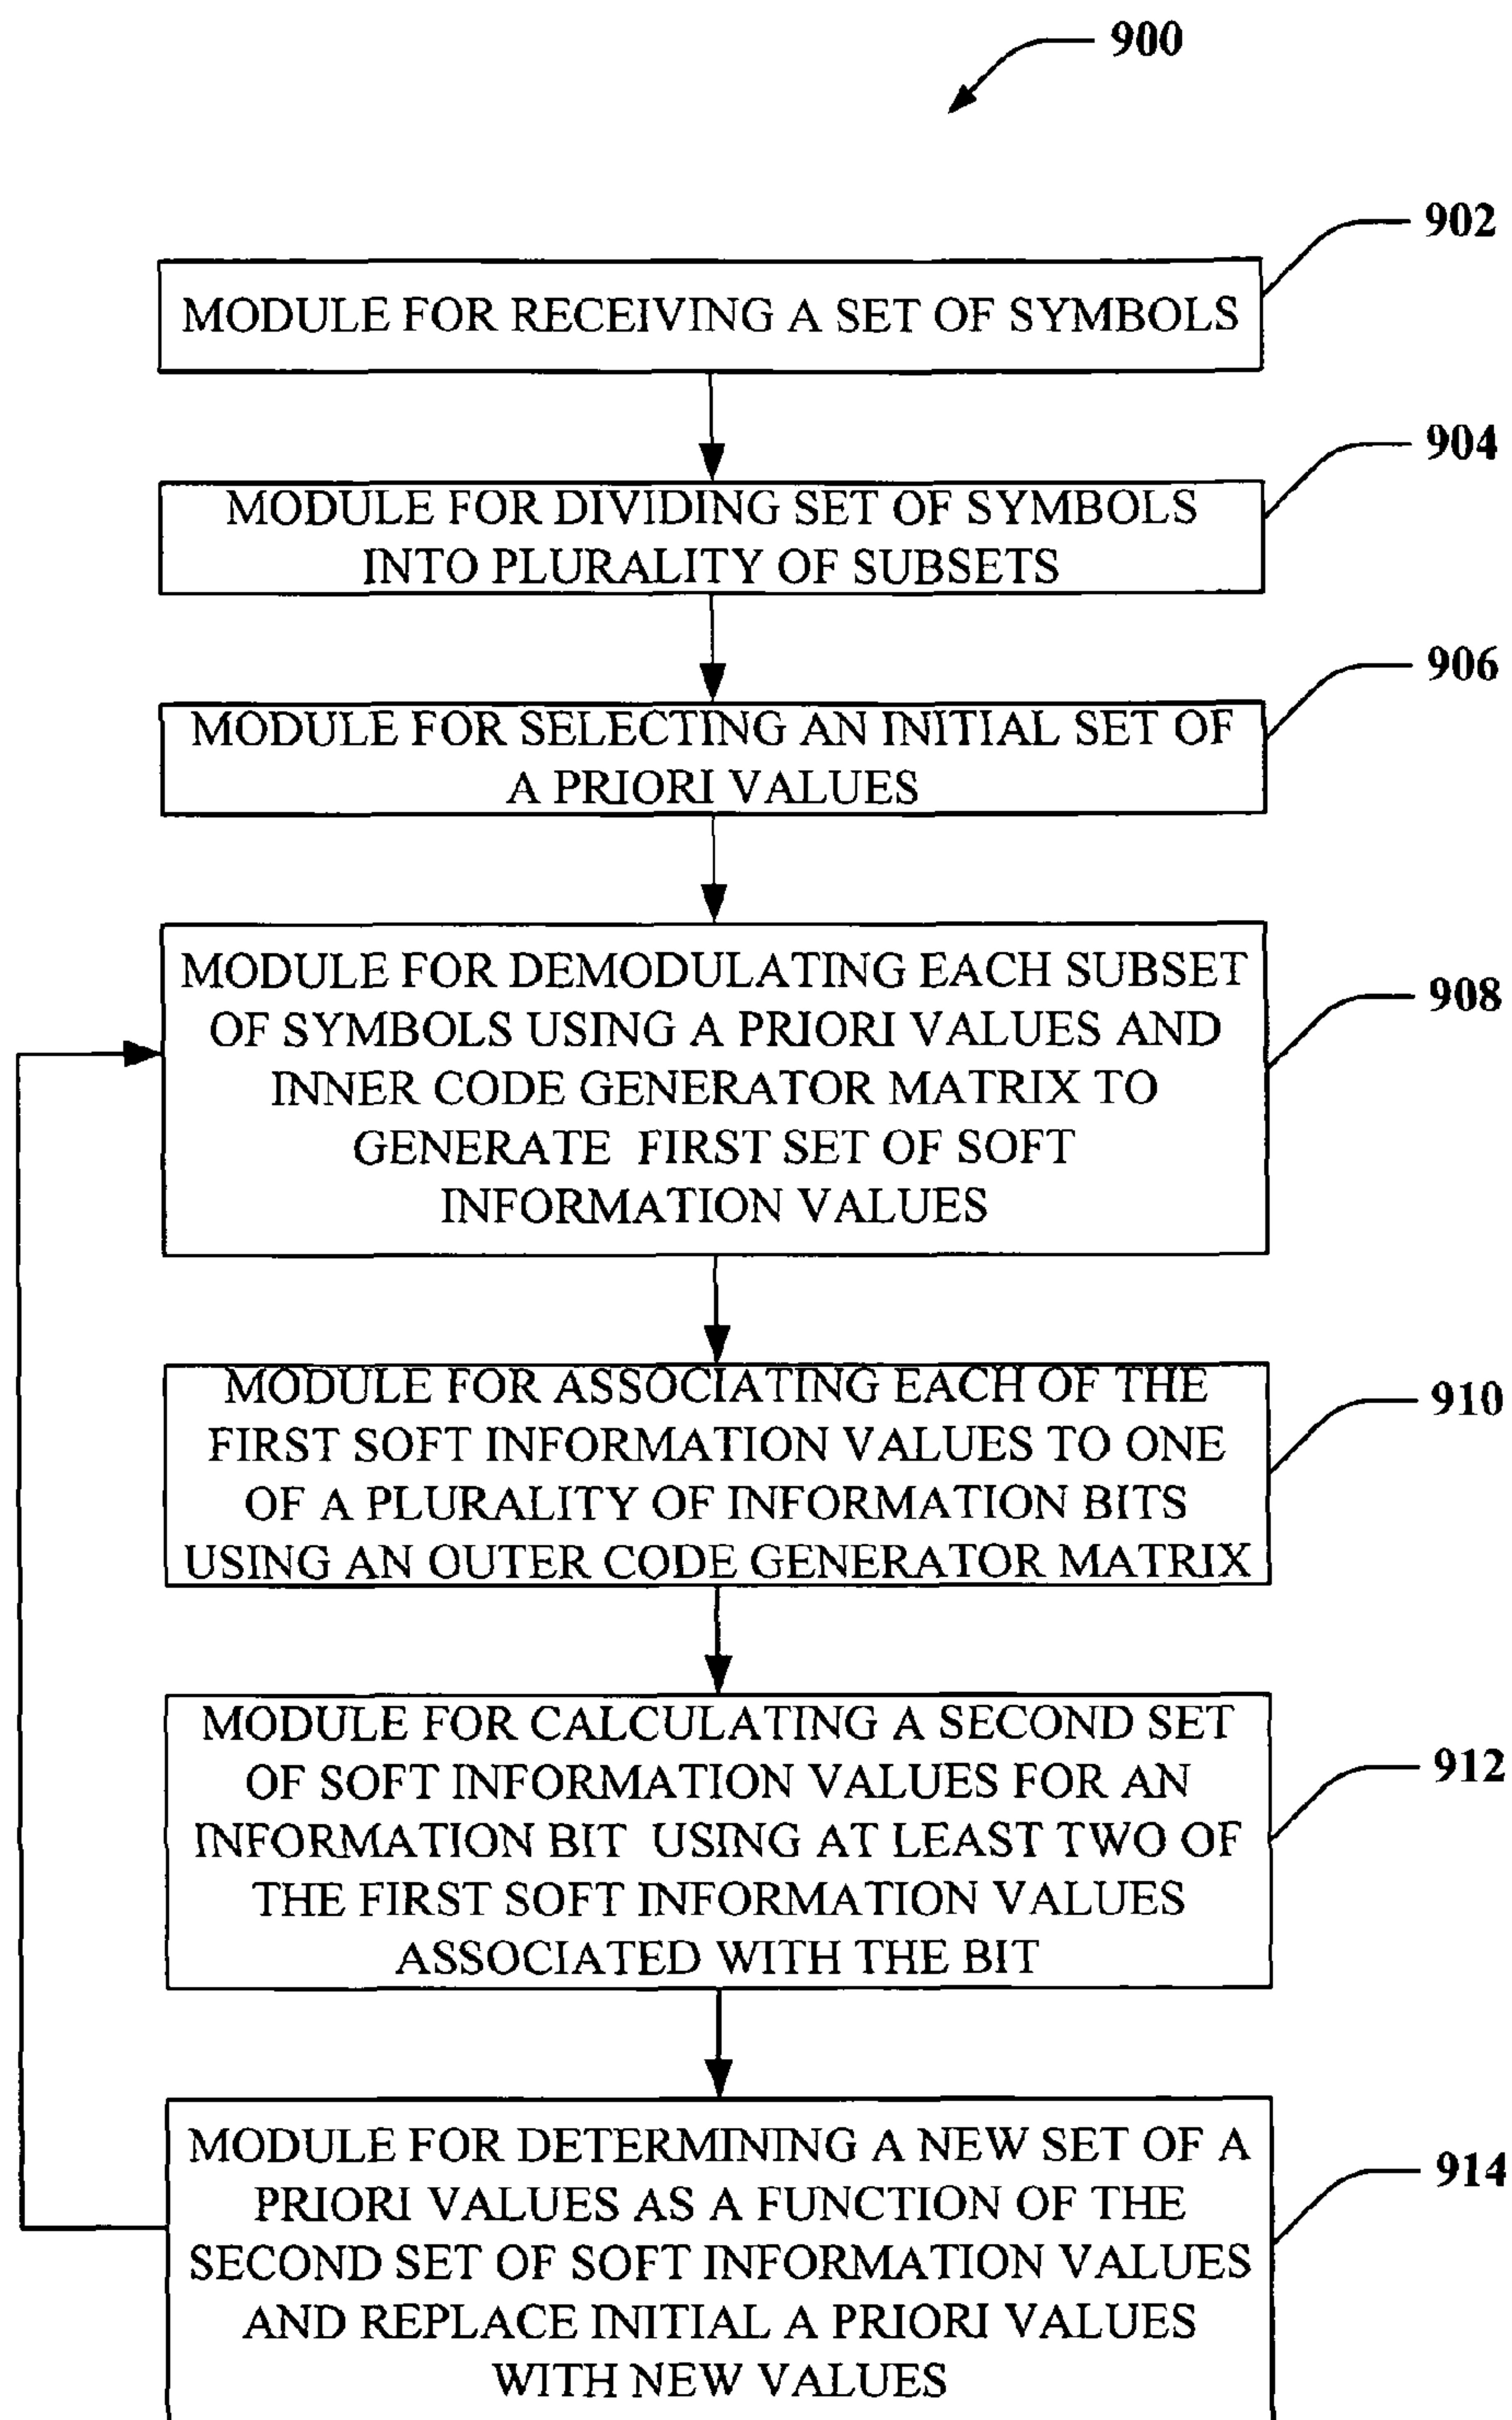 900
902
MODULE FOR RECEIVING A SET OF SYMBOLS
904
MODULE FOR DIVIDING SET OF SYMBOLS
INTO PLURALITY OF SUBSETS
906
MODULE FOR SELECTING AN INITIAL SET OF
A PRIORI VALUES
MODULE FOR DEMODULATING EACH SUBSET
OF SYMBOLS USING A PRIORI VALUES AND
INNER CODE GENERATOR MATRIX TO
GENERATE FIRST SET OF SOFT
INFORMATION VALUES
908
MODULE FOR ASSOCIATING EACH OF THE
FIRST SOFT INFORMATION VALUES TO ONE
OF A PLURALITY OF INFORMATION BITS
USING AN OUTER CODE GENERATOR MATRIX
910
MODULE FOR CALCULATING A SECOND SET
OF SOFT INFORMATION VALUES FOR AN
INFORMATION BIT USING AT LEAST TWO OF
THE FIRST SOFT INFORMATION VALUES
ASSOCIATED WITH THE BIT
912
MODULE FOR DETERMINING A NEW SET OF A
PRIORI VALUES AS A FUNCTION OF THE
SECOND SET OF SOFT INFORMATION VALUES
AND REPLACE INITIAL A PRIORI VALUES
WITH NEW VALUES
914